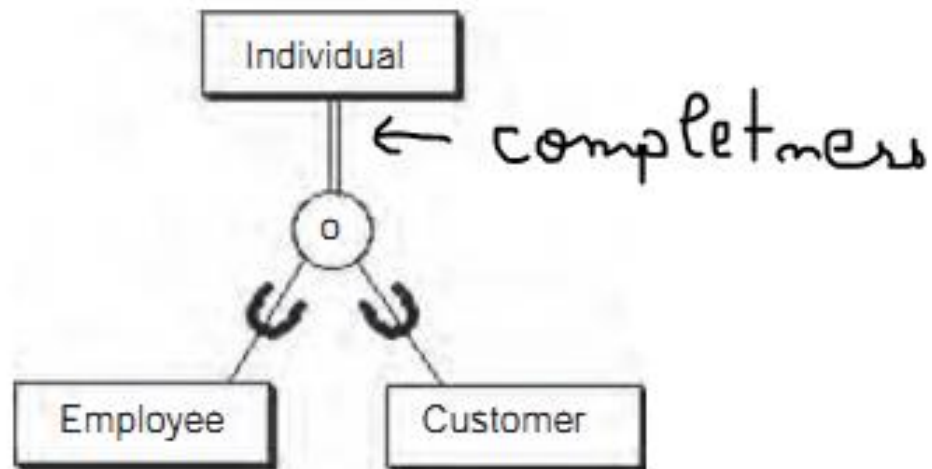 Individual
← completness
o
Employee
Customer